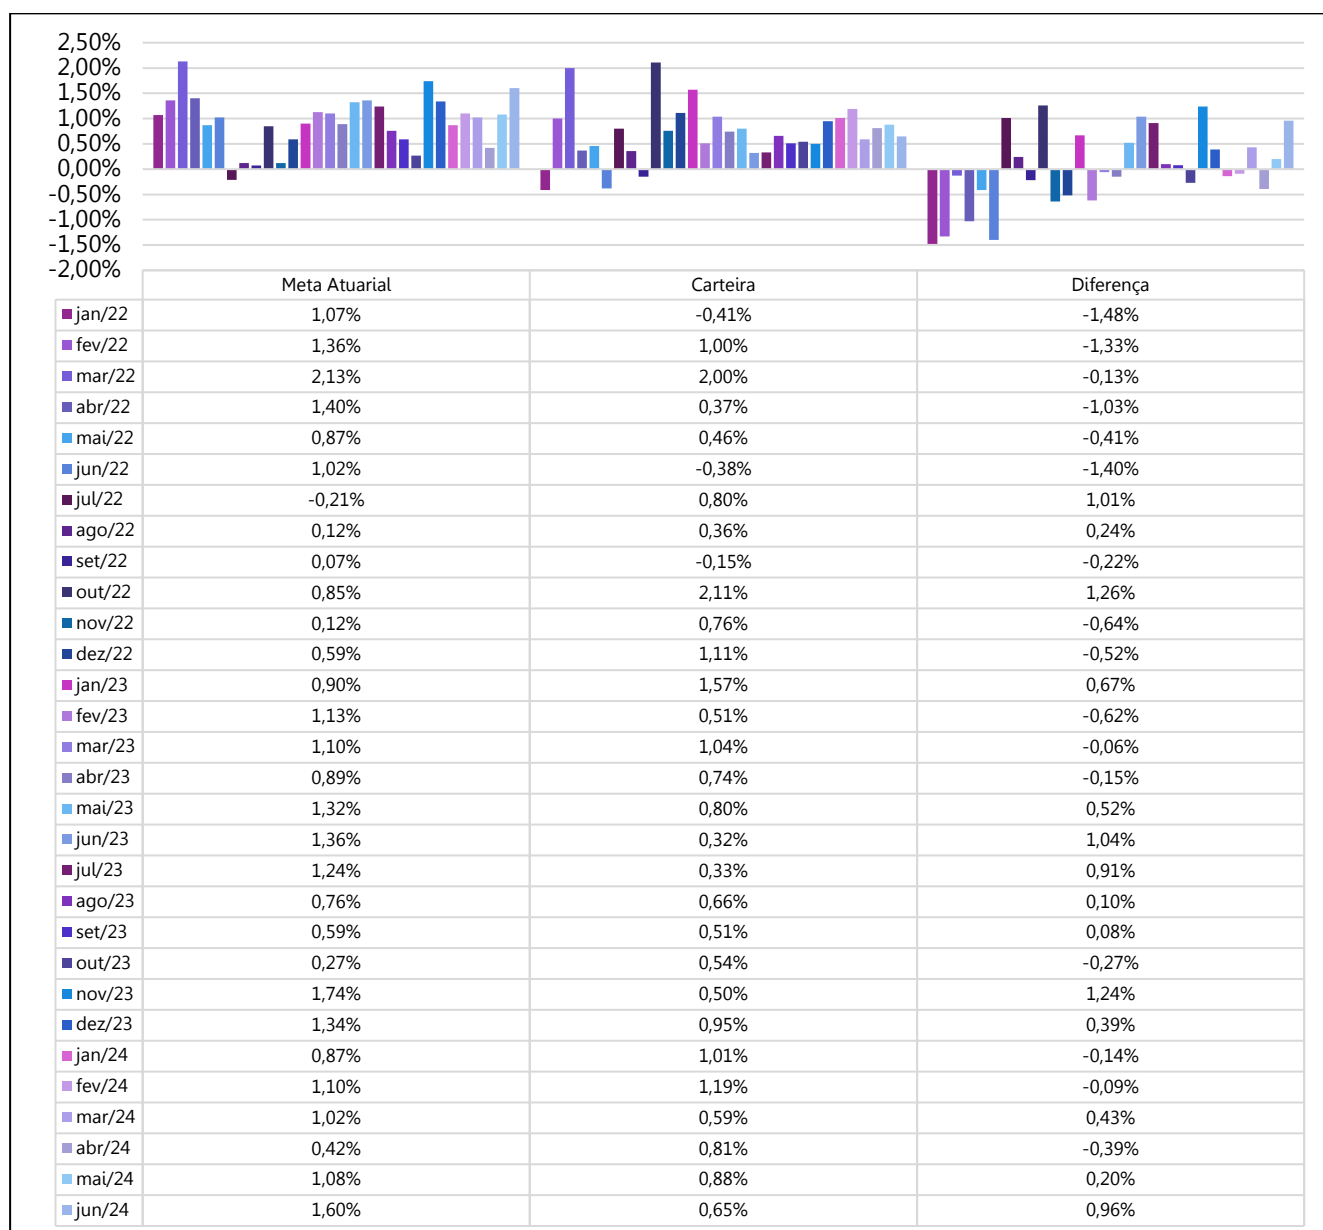 2,50%
2,00%
1,50%
1,00%
0,50%
0,00%
-0,50%
-1,00%
-1,50%
-2,00%
Meta Atuarial Carteira Diferença
jan/22 1,07% -0,41% -1,48%
fev/22 1,36% 1,00% -1,33%
mar/22 2,13% 2,00% -0,13%
abr/22 1,40% 0,37% -1,03%
mai/22 0,87% 0,46% -0,41%
jun/22 1,02% -0,38% -1,40%
jul/22 -0,21% 0,80% 1,01%
ago/22 0,12% 0,36% 0,24%
set/22 0,07% -0,15% -0,22%
out/22 0,85% 2,11% 1,26%
nov/22 0,12% 0,76% -0,64%
dez/22 0,59% 1,11% -0,52%
jan/23 0,90% 1,57% 0,67%
fev/23 1,13% 0,51% -0,62%
mar/23 1,10% 1,04% -0,06%
abr/23 0,89% 0,74% -0,15%
mai/23 1,32% 0,80% 0,52%
jun/23 1,36% 0,32% 1,04%
jul/23 1,24% 0,33% 0,91%
ago/23 0,76% 0,66% 0,10%
set/23 0,59% 0,51% 0,08%
out/23 0,27% 0,54% -0,27%
nov/23 1,74% 0,50% 1,24%
dez/23 1,34% 0,95% 0,39%
jan/24 0,87% 1,01% -0,14%
fev/24 1,10% 1,19% -0,09%
mar/24 1,02% 0,59% 0,43%
abr/24 0,42% 0,81% -0,39%
mai/24 1,08% 0,88% 0,20%
jun/24 1,60% 0,65% 0,96%